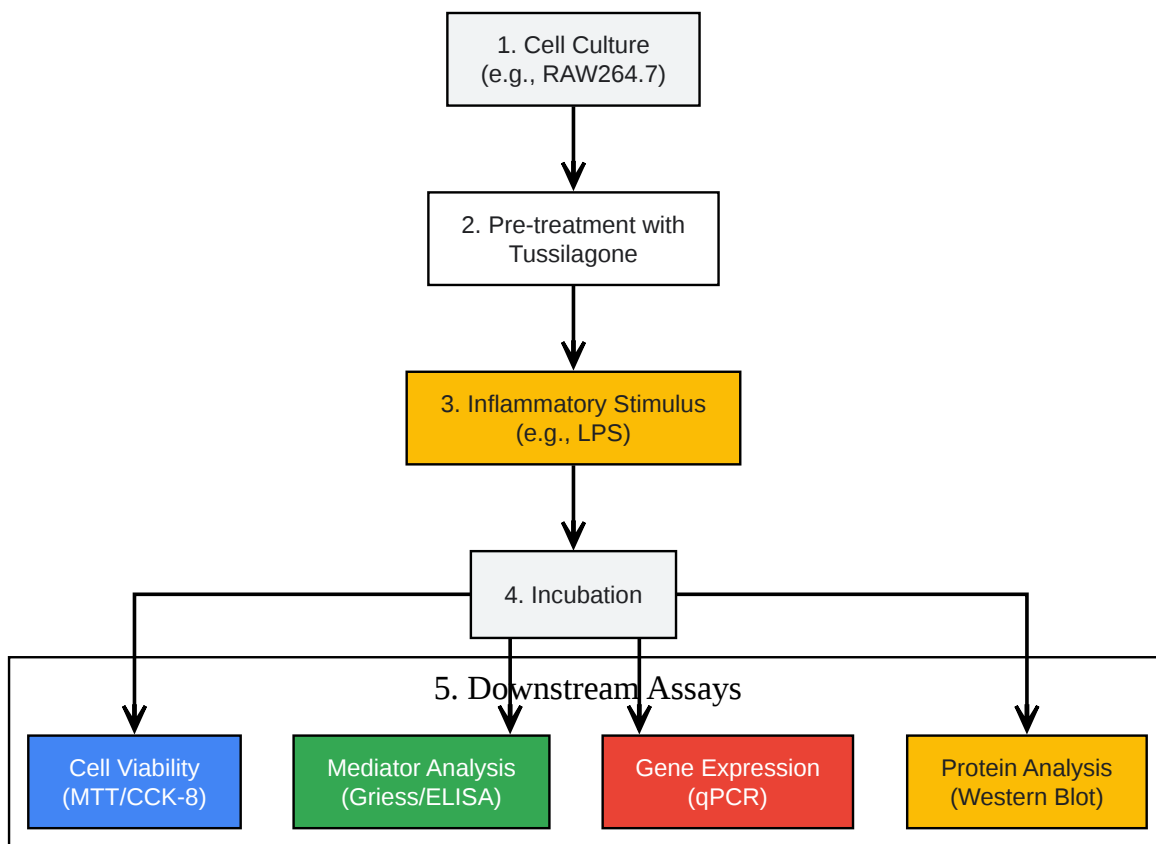 1. Cell Culture
(e.g., RAW264.7)
2. Pre-treatment with
Tussilagone
3. Inflammatory Stimulus
(e.g., LPS)
4. Incubation
5. Downstream Assays
Cell Viability
(MTT/CCK-8)
Mediator Analysis
(Griess/ELISA)
Gene Expression
(qPCR)
Protein Analysis
(Western Blot)